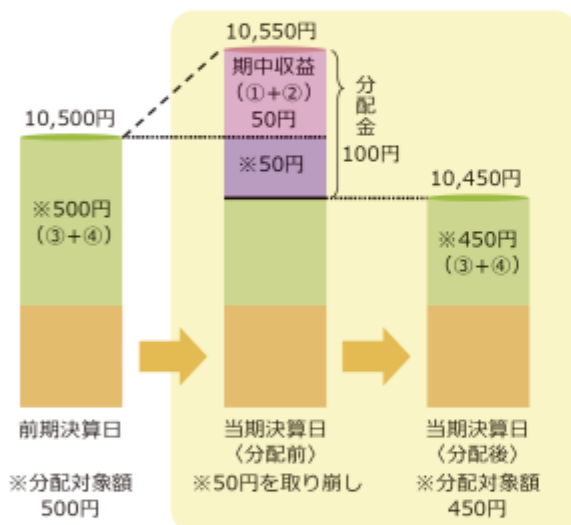 10,550円
期中収益
(①+②)
50円
分配金
100円
10,500円
※50円
10,450円
※500円
(③+④)
※450円
(③+④)
前期決算日
当期決算日
〈分配前〉
当期決算日
〈分配後〉
※分配対象額
500円
※50円を取り崩し
※分配対象額
450円